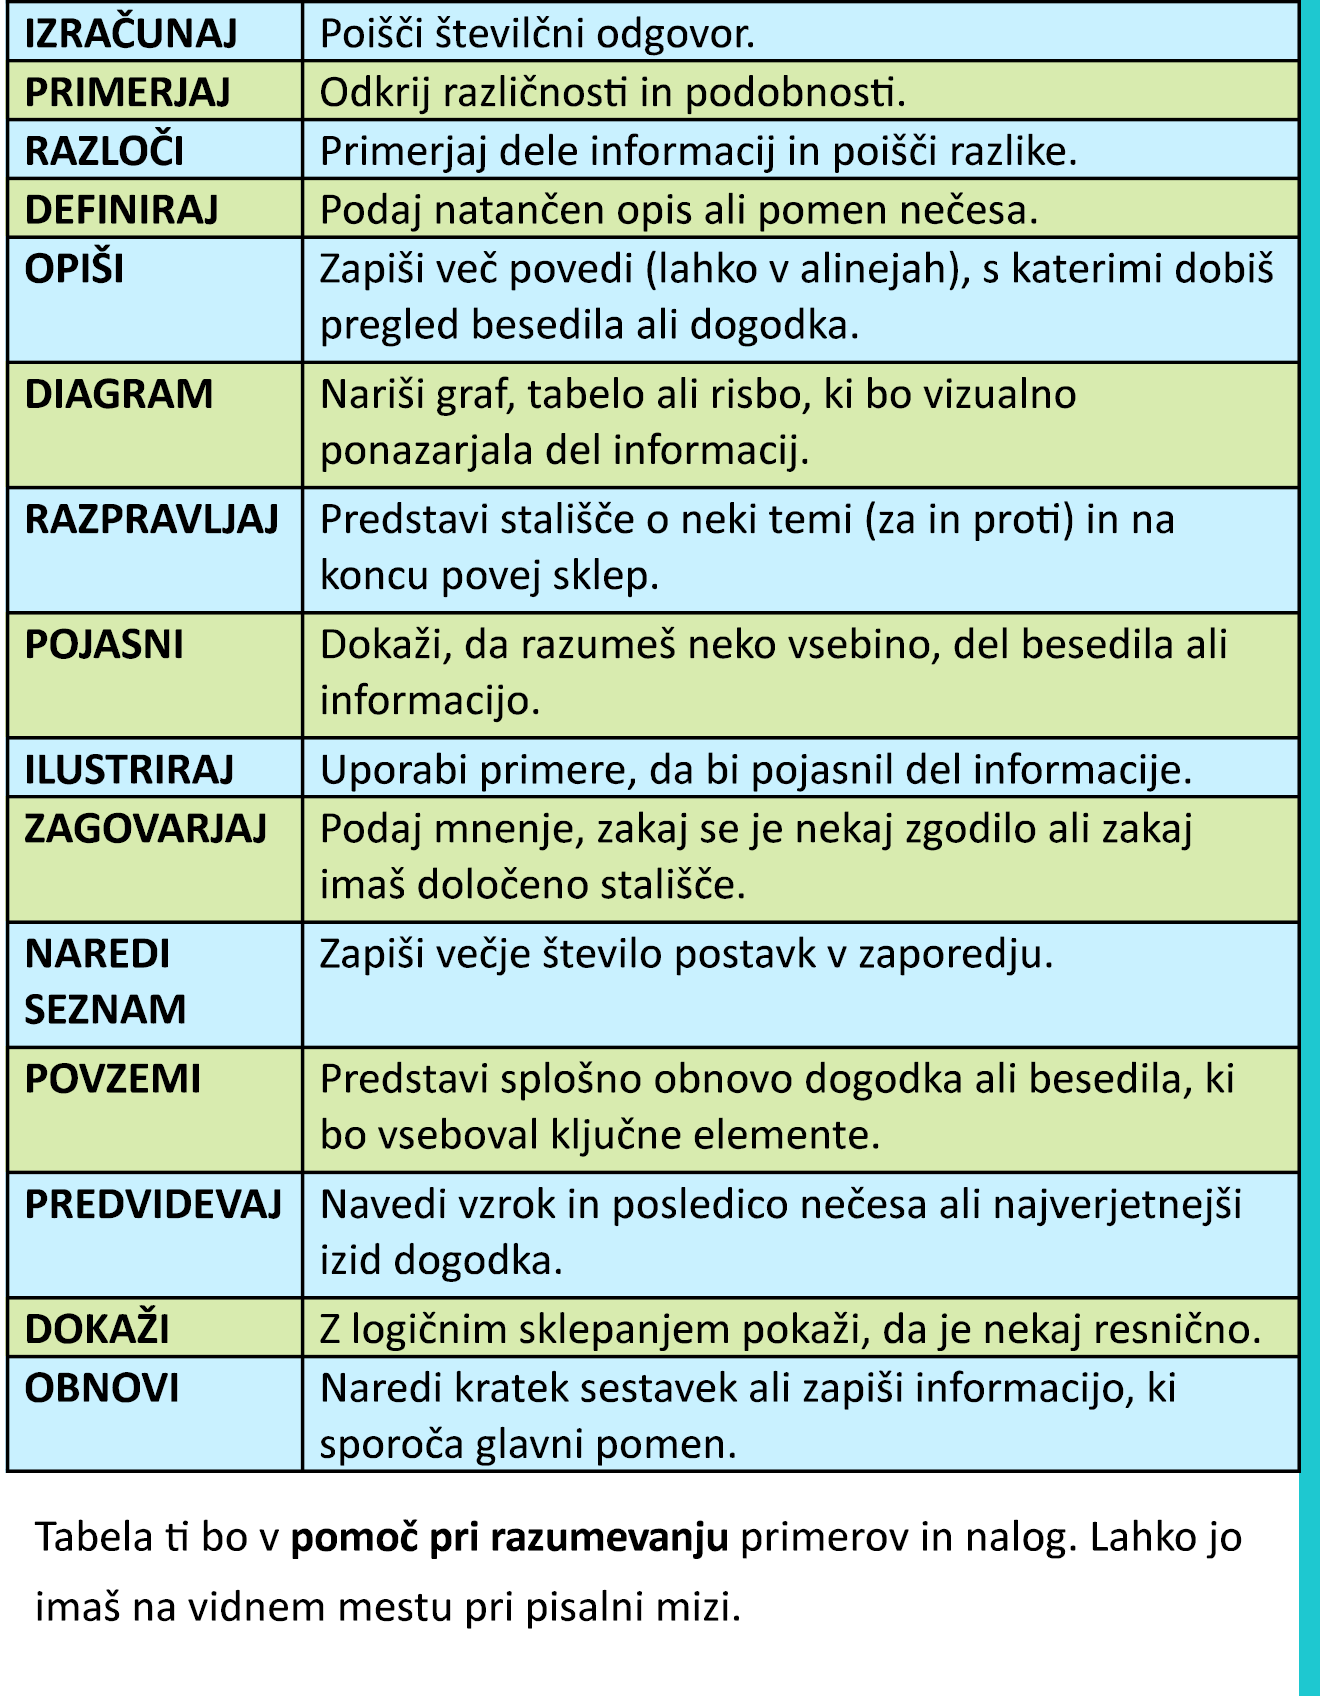 IZRAČUNAJ Poišči številčni odgovor.
PRIMERJAJ Odkrij različnosti in podobnosti.
RAZLOČI Primerjaj dele informacij in poišči razlike.
DEFINIRAJ Podaj natančen opis ali pomen nečesa.
OPIŠI Zapiši več povedi (lahko v alinejah), s katerimi dobiš
pregled besedila ali dogodka.
DIAGRAM Nariši graf, tabelo ali risbo, ki bo vizualno
ponazarjala del informacij.
RAZPRAVLJAJ Predstavi stališče o neki temi (za in proti) in na
koncu povej sklep.
POJASNI Dokaži, da razumeš neko vsebino, del besedila ali
informacijo.
ILUSTRIRAJ Uporabi primere, da bi pojasnil del informacije.
ZAGOVARJAJ Podaj mnenje, zakaj se je nekaj zgodilo ali zakaj
imaš določeno stališče.
NAREDI Zapiši večje število postavk v zaporedju.
SEZNAM
POVZEMI Predstavi splošno obnovo dogodka ali besedila, ki
bo vseboval ključne elemente.
PREDVIDEVAJ Navedi vzrok in posledico nečesa ali najverjetnejši
izid dogodka.
DOKAŽI Z logičnim sklepanjem pokaži, da je nekaj resnično.
OBNOVI Naredi kratek sestavek ali zapiši informacijo, ki
sporoča glavni pomen.
Tabela ti bo v pomoč pri razumevanju primerov in nalog. Lahko jo
imaš na vidnem mestu pri pisalni mizi.